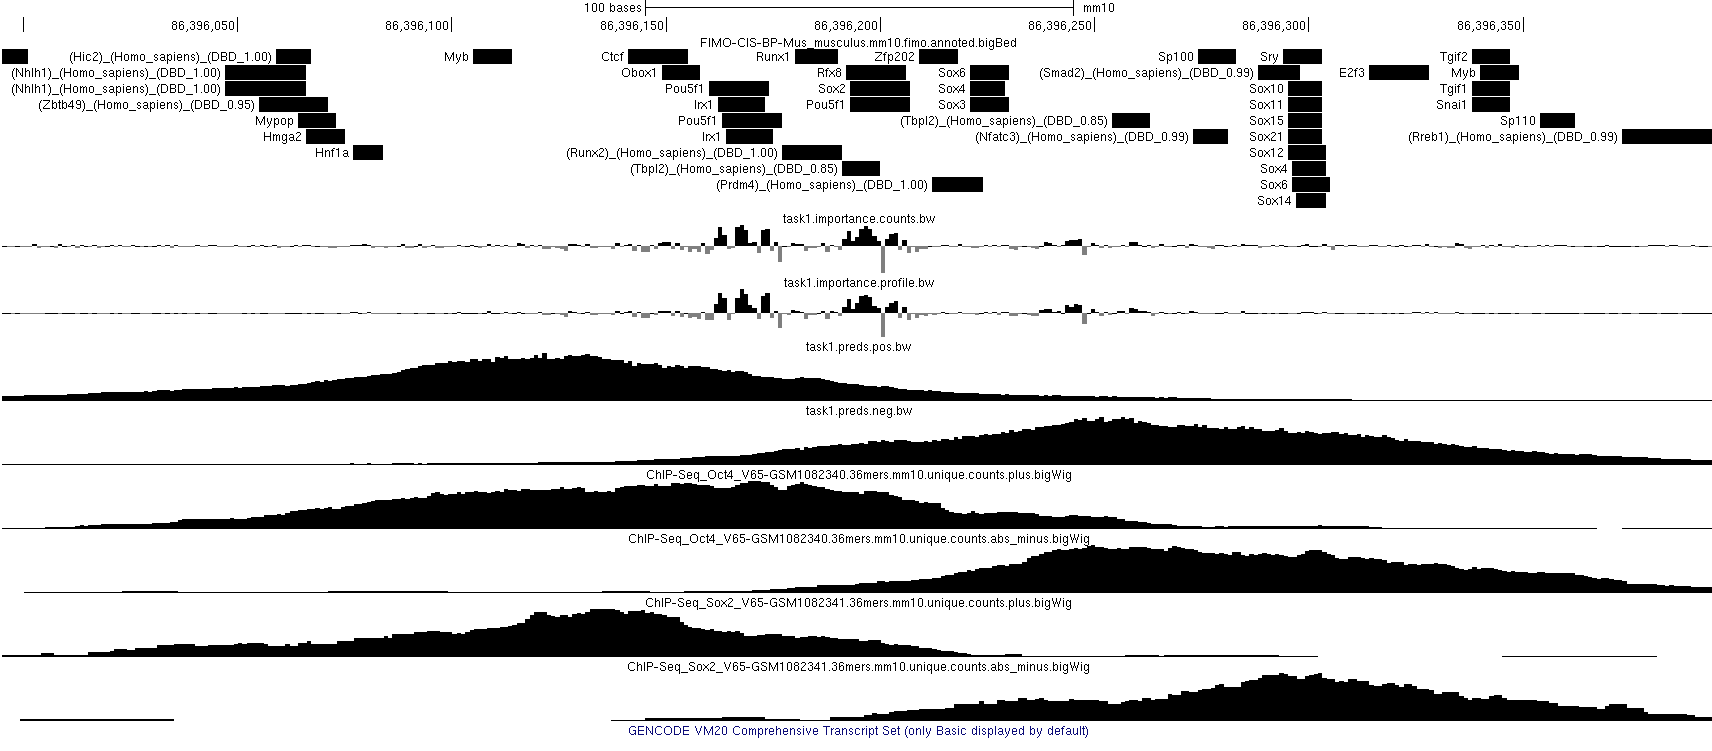 100 bases mm10
86,396,050 86,396,100 86,396,150 86,396,200 86,396,250 86,396,300 86,396,350
FIMO-CIS-BP-Mus_musculus.mm10.fimo.annoted.bigBed
(Hic2)_(Homo_sapiens)_(DBD_1.00) Myb Ctcf Runx1 Zfp202 Sp100 Sry Tgif2
(Nhlh1)_(Homo_sapiens)_(DBD_1.00) Obox1 Rfx6 Sox6 (Smad2)_(Homo_sapiens)_(DBD_0.99) E2f3 Myb
(Nhlh1)_(Homo_sapiens)_(DBD_1.00) Pou5f1 Sox2 Sox4 Sox10 Tgif1
(Zbtb49)_(Homo_sapiens)_(DBD_0.95) Irx1 Pou5f1 Sox3 Sox11 Snai1
Mypop Pou5f1 (Tbpl2)_(Homo_sapiens)_(DBD_0.85) Sox15 Sp110
Hmga2 Irx1 (Nfatc3)_(Homo_sapiens)_(DBD_0.99) Sox21 (Rreb1)_(Homo_sapiens)_(DBD_0.99)
Hnf1a (Runx2)_(Homo_sapiens)_(DBD_1.00) Sox12
(Tbpl2)_(Homo_sapiens)_(DBD_0.85) Sox4
(Prdm4)_(Homo_sapiens)_(DBD_1.00) Sox6
Sox14
task1.importance.counts.bw
task1.importance.profile.bw
task1.preds.pos.bw
task1.preds.neg.bw
ChIP-Seq_Oct4_V65-GSM1082340.36mers.mm10.unique.counts.plus.bigWig
ChIP-Seq_Oct4_V65-GSM1082340.36mers.mm10.unique.counts.abs_minus.bigWig
ChIP-Seq_Sox2_V65-GSM1082341.36mers.mm10.unique.counts.plus.bigWig
ChIP-Seq_Sox2_V65-GSM1082341.36mers.mm10.unique.counts.abs_minus.bigWig
GENCODE VM20 Comprehensive Transcript Set (only Basic displayed by default)